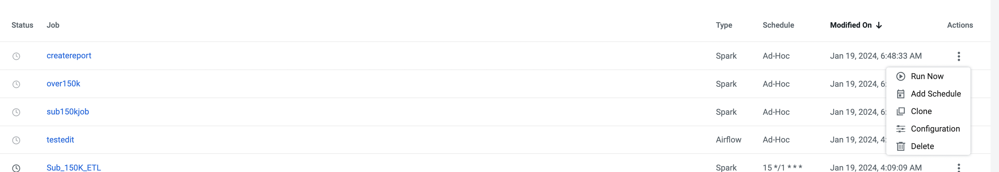 Status Job Type Schedule Modified On Actions
createreport Spark Ad-Hoc Jan 19, 2024, 6:48:33 AM
Run Now
over150k Spark Ad-Hoc Jan 19, 2024, 6:
Add Schedule
sub150kjob Spark Ad-Hoc Jan 19, 2024, 6:
Clone
Configuration
testedit Airflow Ad-Hoc Jan 19, 2024, 4:
Delete
Sub_150K_ETL Spark 15 */1 * * * Jan 19, 2024, 4:09:09 AM